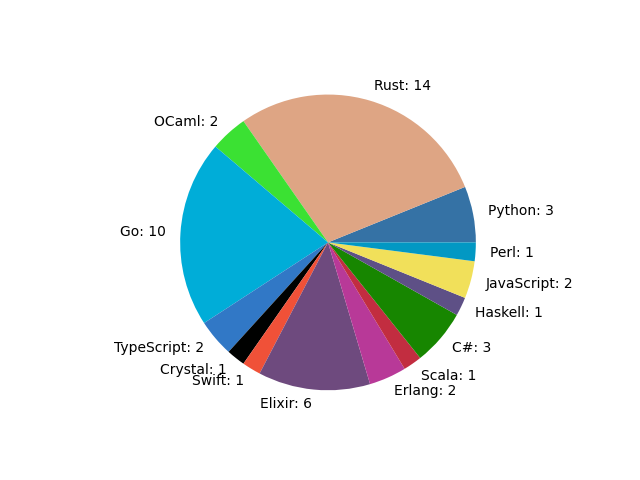 Rust: 14
OCaml: 2
Python: 3
Go: 10
Perl: 1
JavaScript: 2
Haskell: 1
TypeScript: 2
C#: 3
Crystal: 1
Scala: 1
Swift: 1
Erlang: 2
Elixir: 6